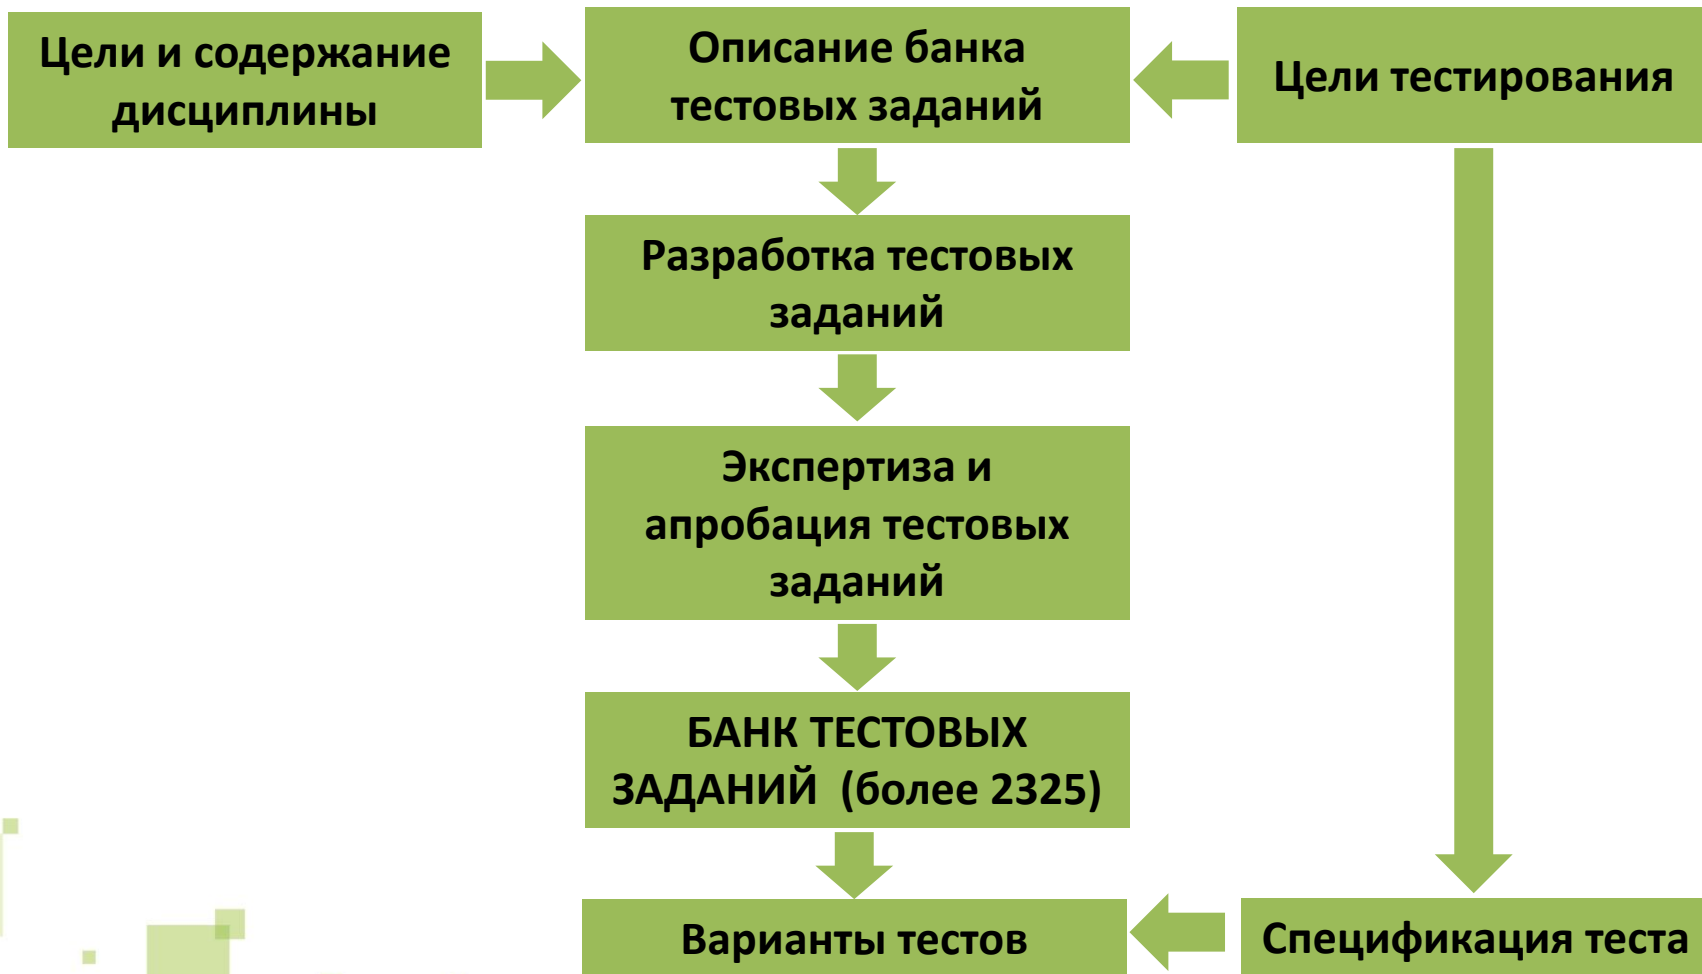 Цели и содержание
дисциплины
Описание банка
тестовых заданий
Цели тестирования
Разработка тестовых
заданий
Экспертиза и
апробация тестовых
заданий
БАНК ТЕСТОВЫХ
ЗАДАНИЙ (более 2325)
Варианты тестов
Спецификация теста